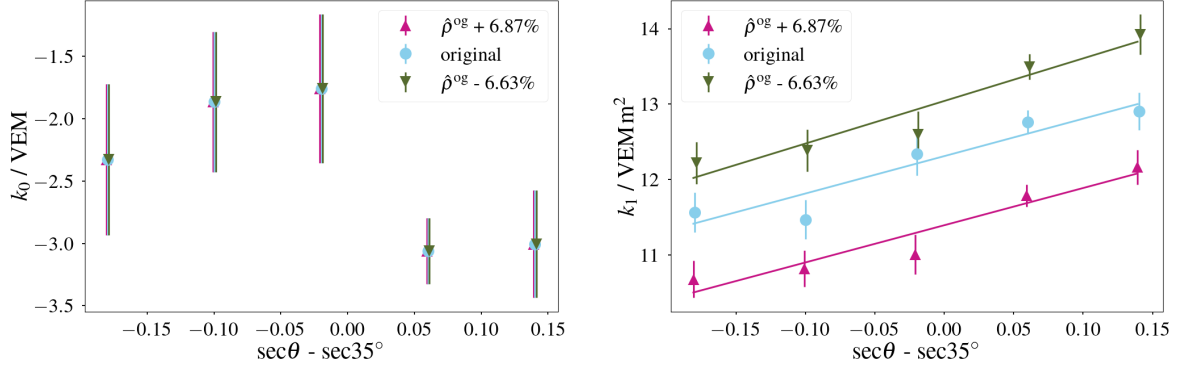 k₀ / VEM
−1.5
−2.0
−2.5
−3.0
−3.5
−0.15 −0.10 −0.05 0.00 0.05 0.10 0.15
secθ - sec35°
ρ̂ᵒᵍ + 6.87%
original
ρ̂ᵒᵍ - 6.63%
k₁ / VEM m²
14
13
12
11
−0.15 −0.10 −0.05 0.00 0.05 0.10 0.15
secθ - sec35°
ρ̂ᵒᵍ + 6.87%
original
ρ̂ᵒᵍ - 6.63%